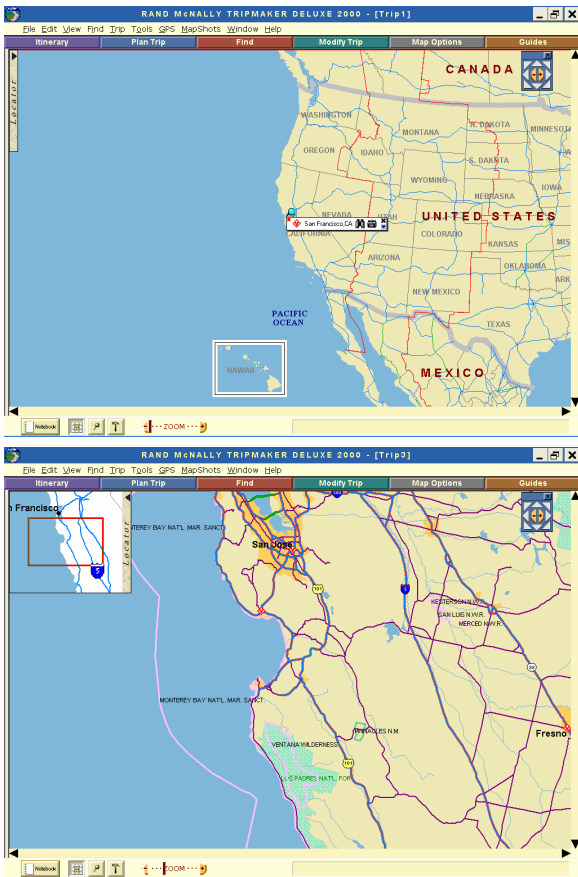 RAND McNALLY TRIPMAKER DELUXE 2000 - [Trip1]
File Edit View Find Trip Tools GPS MapShots Window Help
Itinerary Plan Trip Find Modify Trip Map Options Guides
Locator
CANADA
WASHINGTON
MONTANA
N. DAKOTA
MINNESOT
OREGON
IDAHO
S. DAKOTA
WYOMING
NEBRASKA
IOWA
NEVADA
UTAH
UNITED STATES
San Francisco,CA
CALIFORNIA
COLORADO
KANSAS
MIS
ARIZONA
OKLAHOMA
NEW MEXICO
ARK
PACIFIC
OCEAN
TEXAS
HAWAII
MEXICO
Notebook
ZOOM
RAND McNALLY TRIPMAKER DELUXE 2000 - [Trip3]
File Edit View Find Trip Tools GPS MapShots Window Help
Itinerary Plan Trip Find Modify Trip Map Options Guides
n Francisco
Locator
5
TEREY BAY NAT'L. MAR. SANCT.
San Jose
101
5
KESTERSON N.W.R.
SAN LUIS N.W.R.
MERCED N.W.R.
99
MONTEREY BAY NAT'L. MAR. SANCT.
PINNACLES N.M.
Fresno
VENTANA WILDERNESS
101
LOS PADRES NAT'L. FOR.
Notebook
ZOOM